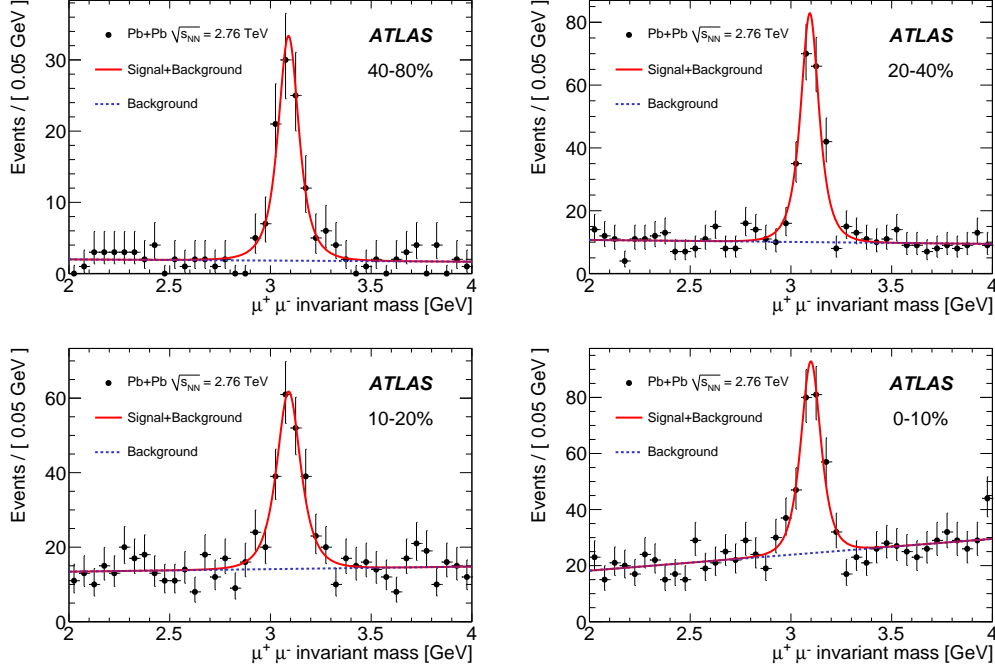 Events / [ 0.05 GeV ]
30
20
10
0
Pb+Pb √sNN = 2.76 TeV
Signal+Background
Background
ATLAS
40-80%
2 2.5 3 3.5 4
μ+ μ- invariant mass [GeV]
Events / [ 0.05 GeV ]
80
60
40
20
0
Pb+Pb √sNN = 2.76 TeV
Signal+Background
Background
ATLAS
20-40%
2 2.5 3 3.5 4
μ+ μ- invariant mass [GeV]
Events / [ 0.05 GeV ]
60
40
20
0
Pb+Pb √sNN = 2.76 TeV
Signal+Background
Background
ATLAS
10-20%
2 2.5 3 3.5 4
μ+ μ- invariant mass [GeV]
Events / [ 0.05 GeV ]
80
60
40
20
0
Pb+Pb √sNN = 2.76 TeV
Signal+Background
Background
ATLAS
0-10%
2 2.5 3 3.5 4
μ+ μ- invariant mass [GeV]